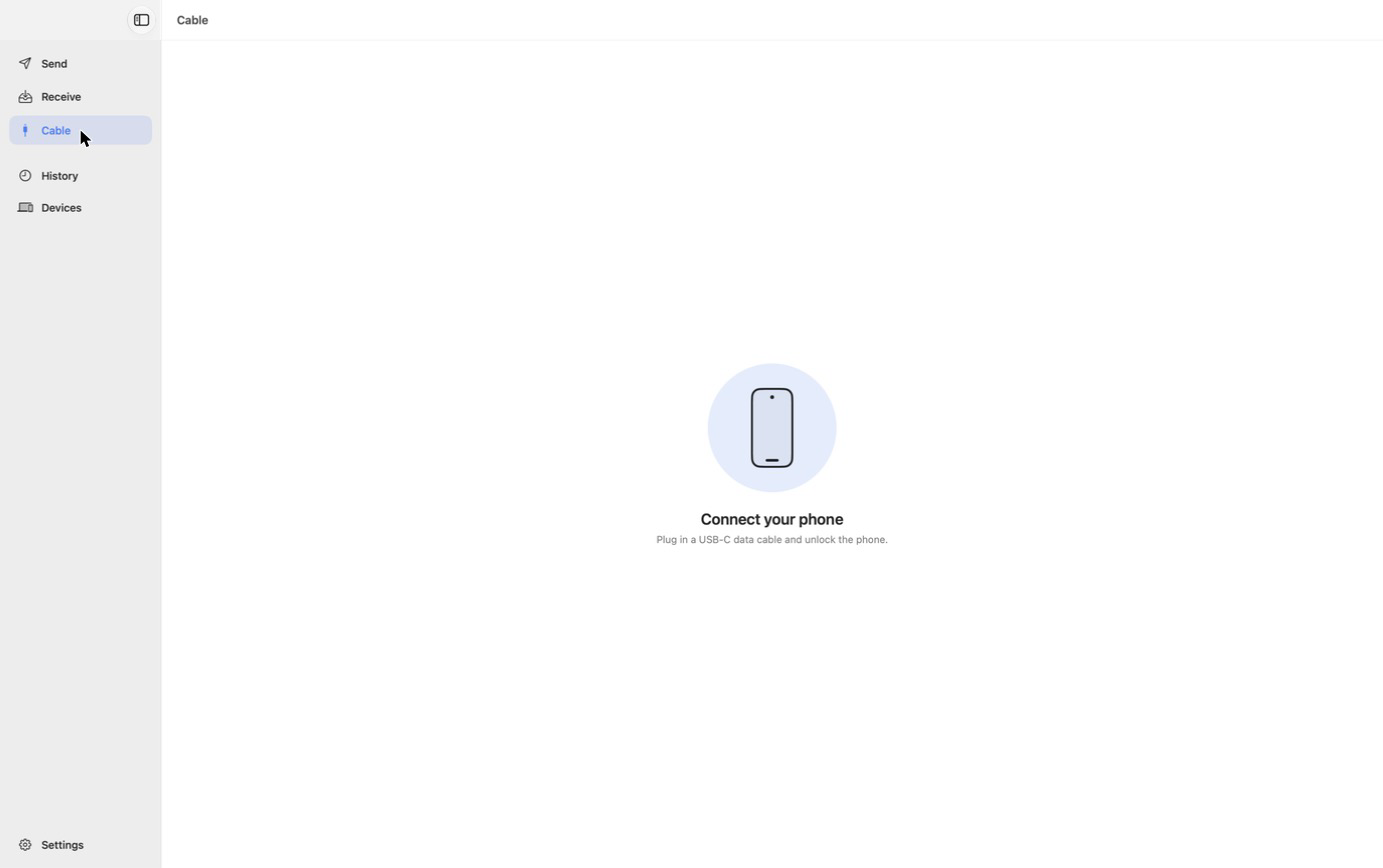 Cable
Send
Receive
Cable
History
Devices
Connect your phone
Plug in a USB-C data cable and unlock the phone.
Settings